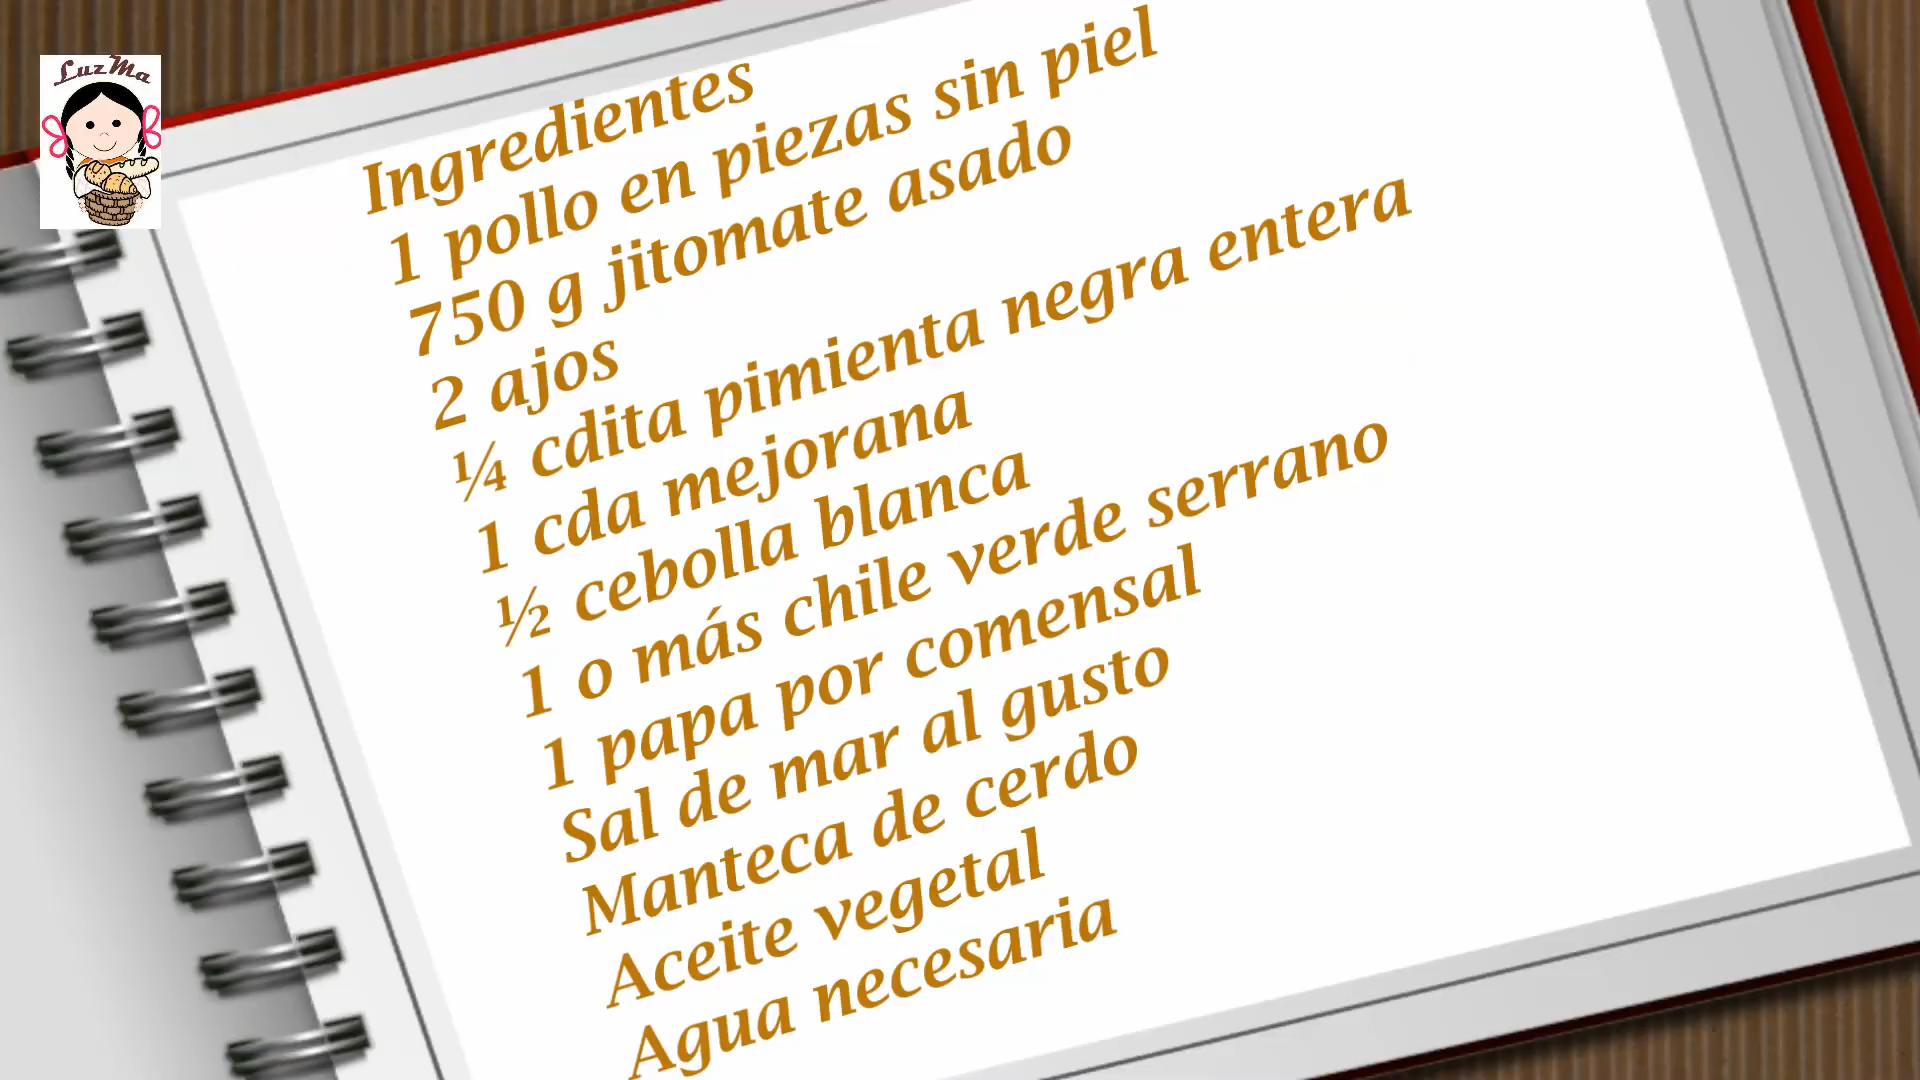 LuzMa
Ingredientes
1 pollo en piezas sin piel
750 g jitomate asado
2 ajos
¼ cdita pimienta negra entera
1 cda mejorana
½ cebolla blanca
1 o más chile verde serrano
1 papa por comensal
Sal de mar al gusto
Manteca de cerdo
Aceite vegetal
Agua necesaria